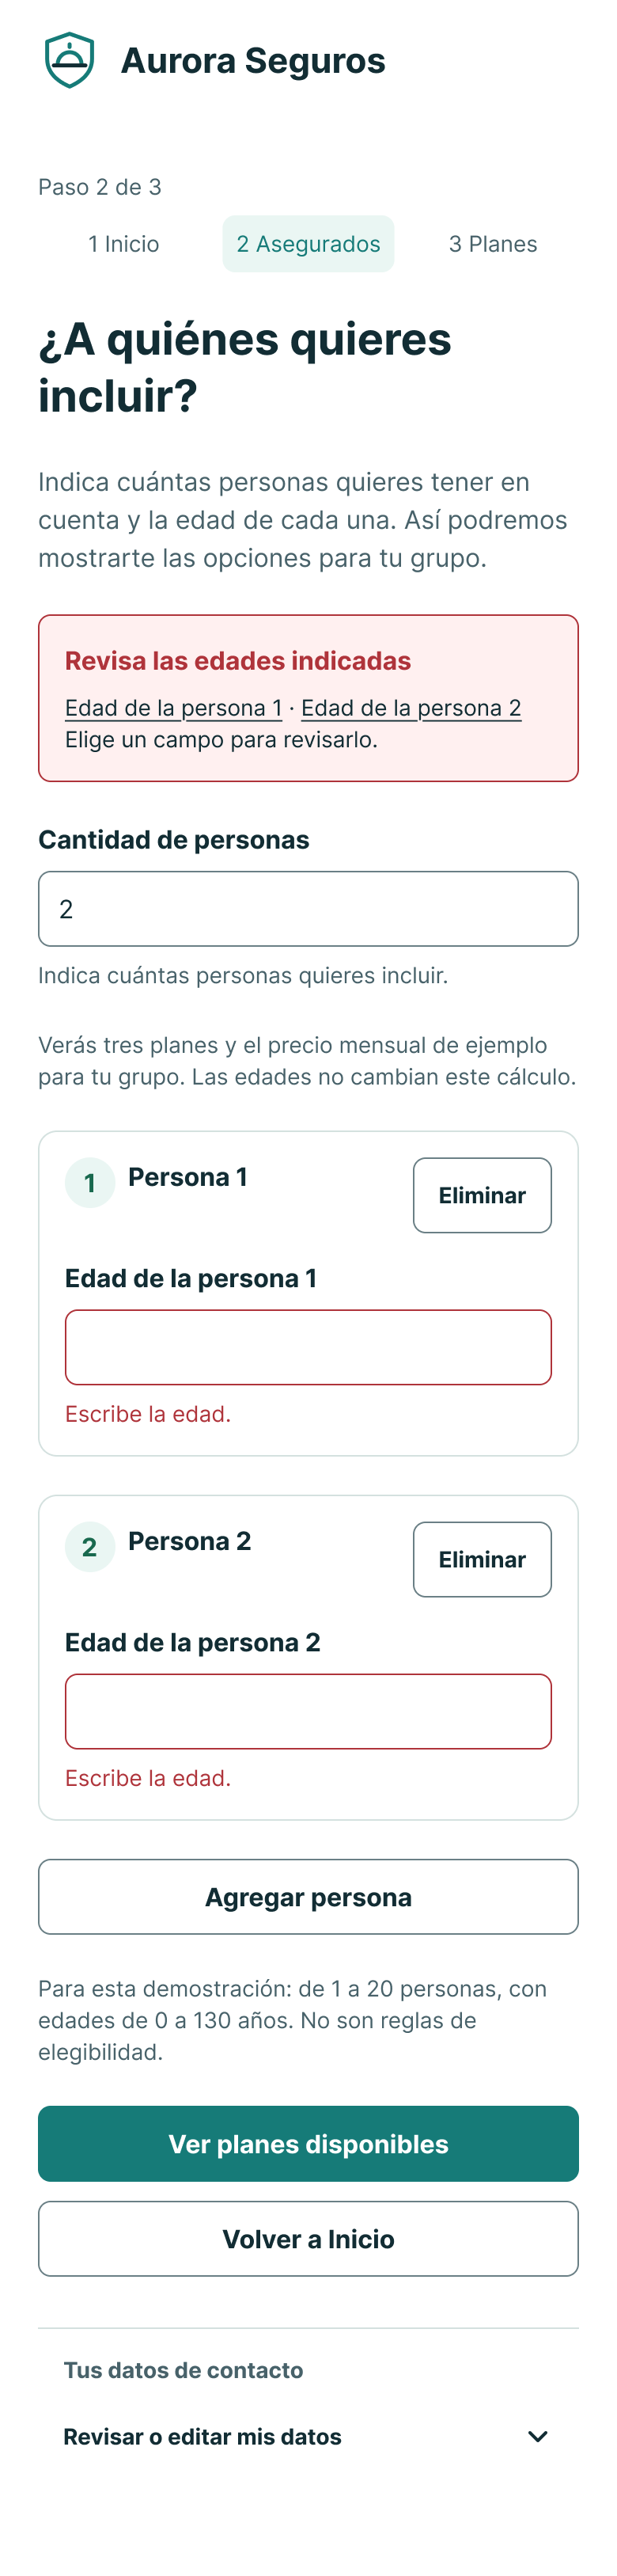 Aurora Seguros
Paso 2 de 3
1 Inicio
2 Asegurados
3 Planes
¿A quiénes quieres
incluir?
Indica cuántas personas quieres tener en
cuenta y la edad de cada una. Así podremos
mostrarte las opciones para tu grupo.
Revisa las edades indicadas
Edad de la persona 1 · Edad de la persona 2
Elige un campo para revisarlo.
Cantidad de personas
2
Indica cuántas personas quieres incluir.
Verás tres planes y el precio mensual de ejemplo
para tu grupo. Las edades no cambian este cálculo.
1 Persona 1
Eliminar
Edad de la persona 1
Escribe la edad.
2 Persona 2
Eliminar
Edad de la persona 2
Escribe la edad.
Agregar persona
Para esta demostración: de 1 a 20 personas, con
edades de 0 a 130 años. No son reglas de
elegibilidad.
Ver planes disponibles
Volver a Inicio
Tus datos de contacto
Revisar o editar mis datos